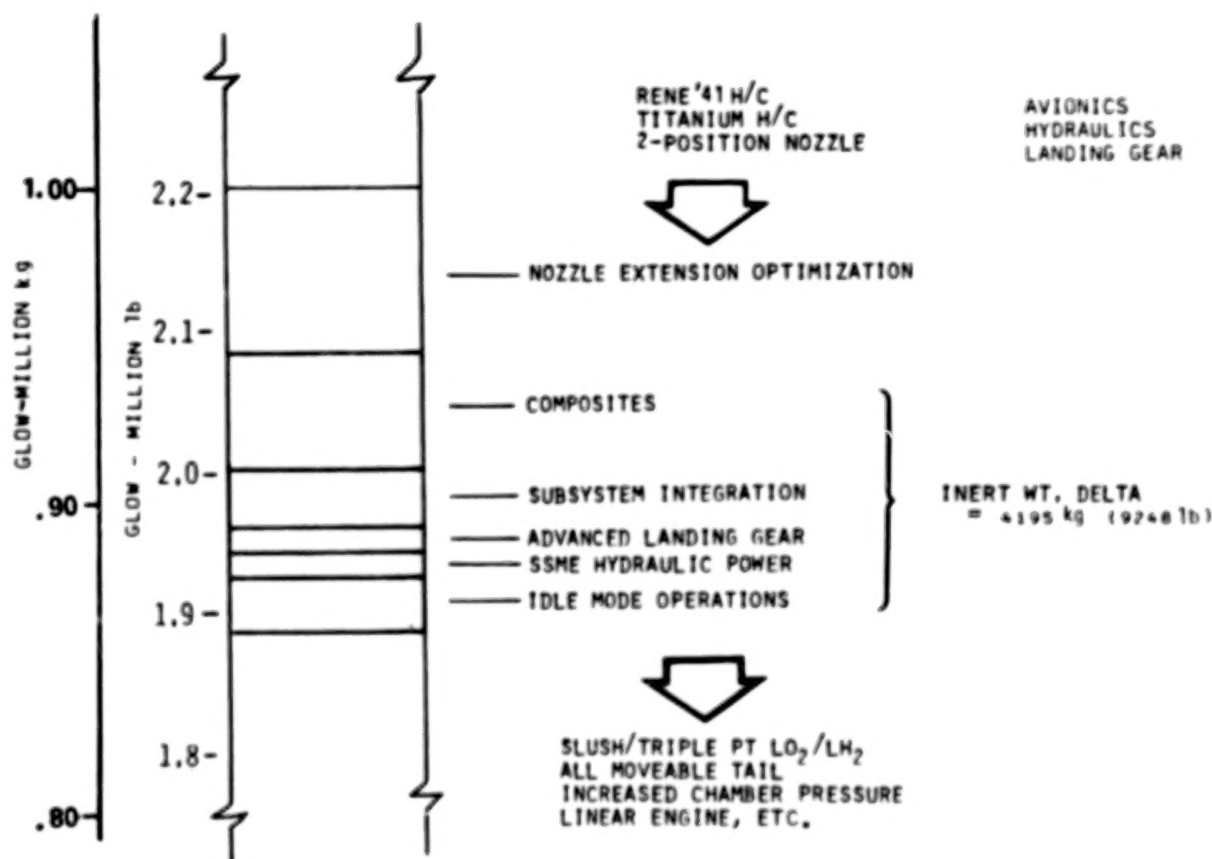 RENE '41 H/C
TITANIUM H/C
2-POSITION NOZZLE
AVIONICS
HYDRAULICS
LANDING GEAR
1.00
2,2
NOZZLE EXTENSION OPTIMIZATION
GLOW-MILLION kg
GLOW - MILLION lb
2,1
COMPOSITES
2,0
.90
SUBSYSTEM INTEGRATION
INERT WT. DELTA
= 4195 kg (9248 lb)
ADVANCED LANDING GEAR
SSME HYDRAULIC POWER
1,9
IDLE MODE OPERATIONS
1,8
.80
SLUSH/TRIPLE PT LO2/LH2
ALL MOVEABLE TAIL
INCREASED CHAMBER PRESSURE
LINEAR ENGINE, ETC.